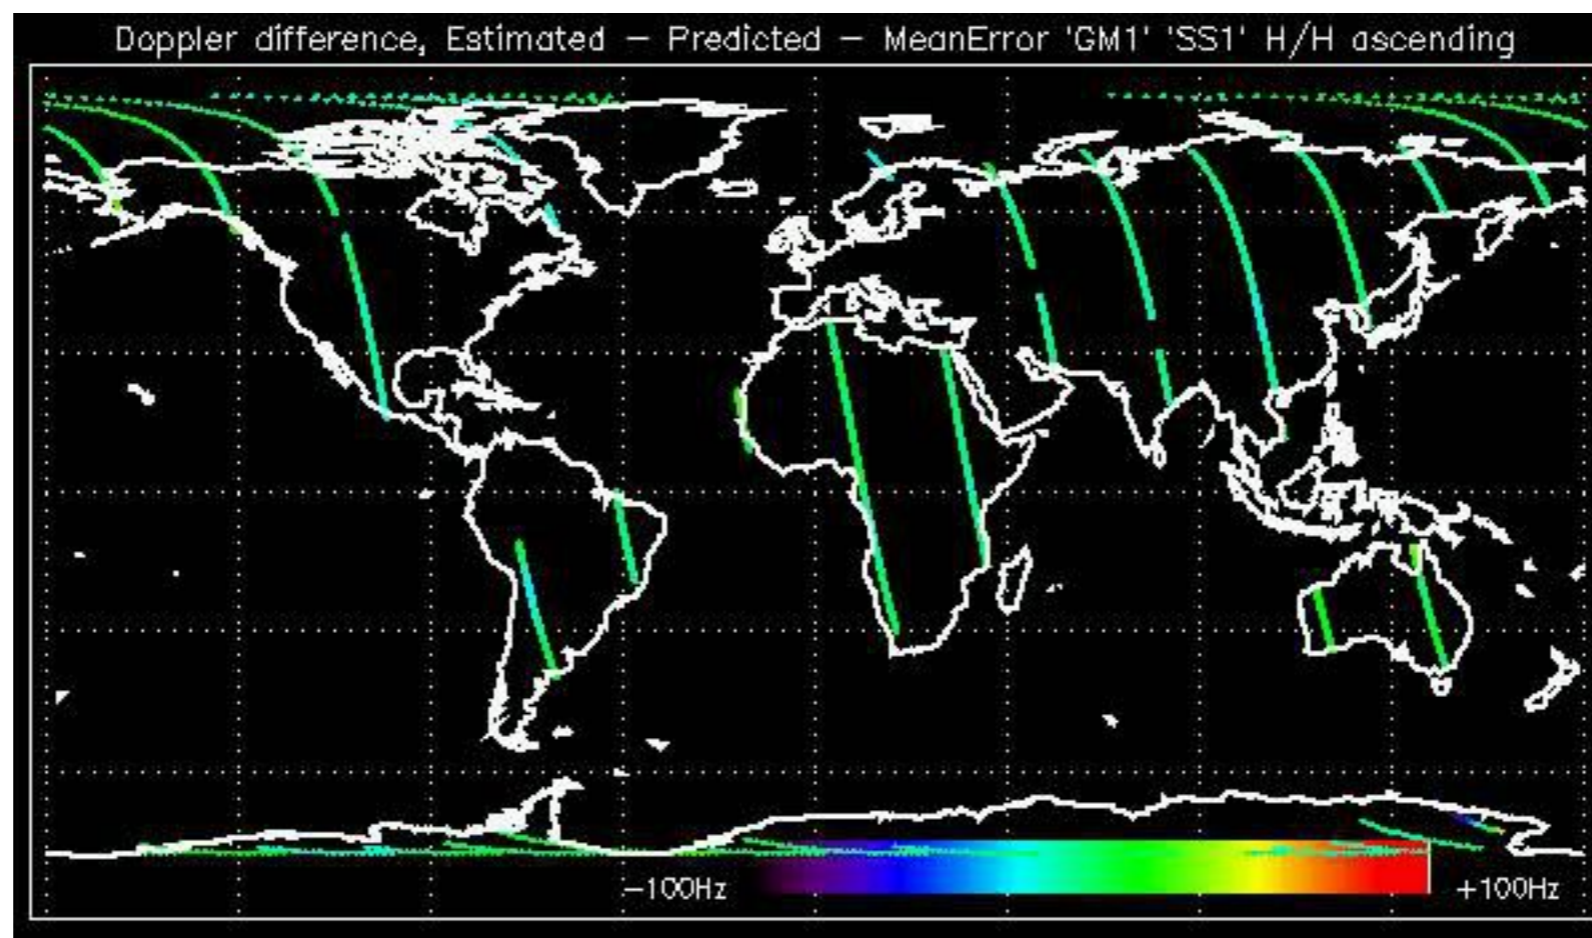 Doppler difference, Estimated – Predicted – MeanError 'GM1' 'SS1' H/H ascending
-100Hz +100Hz